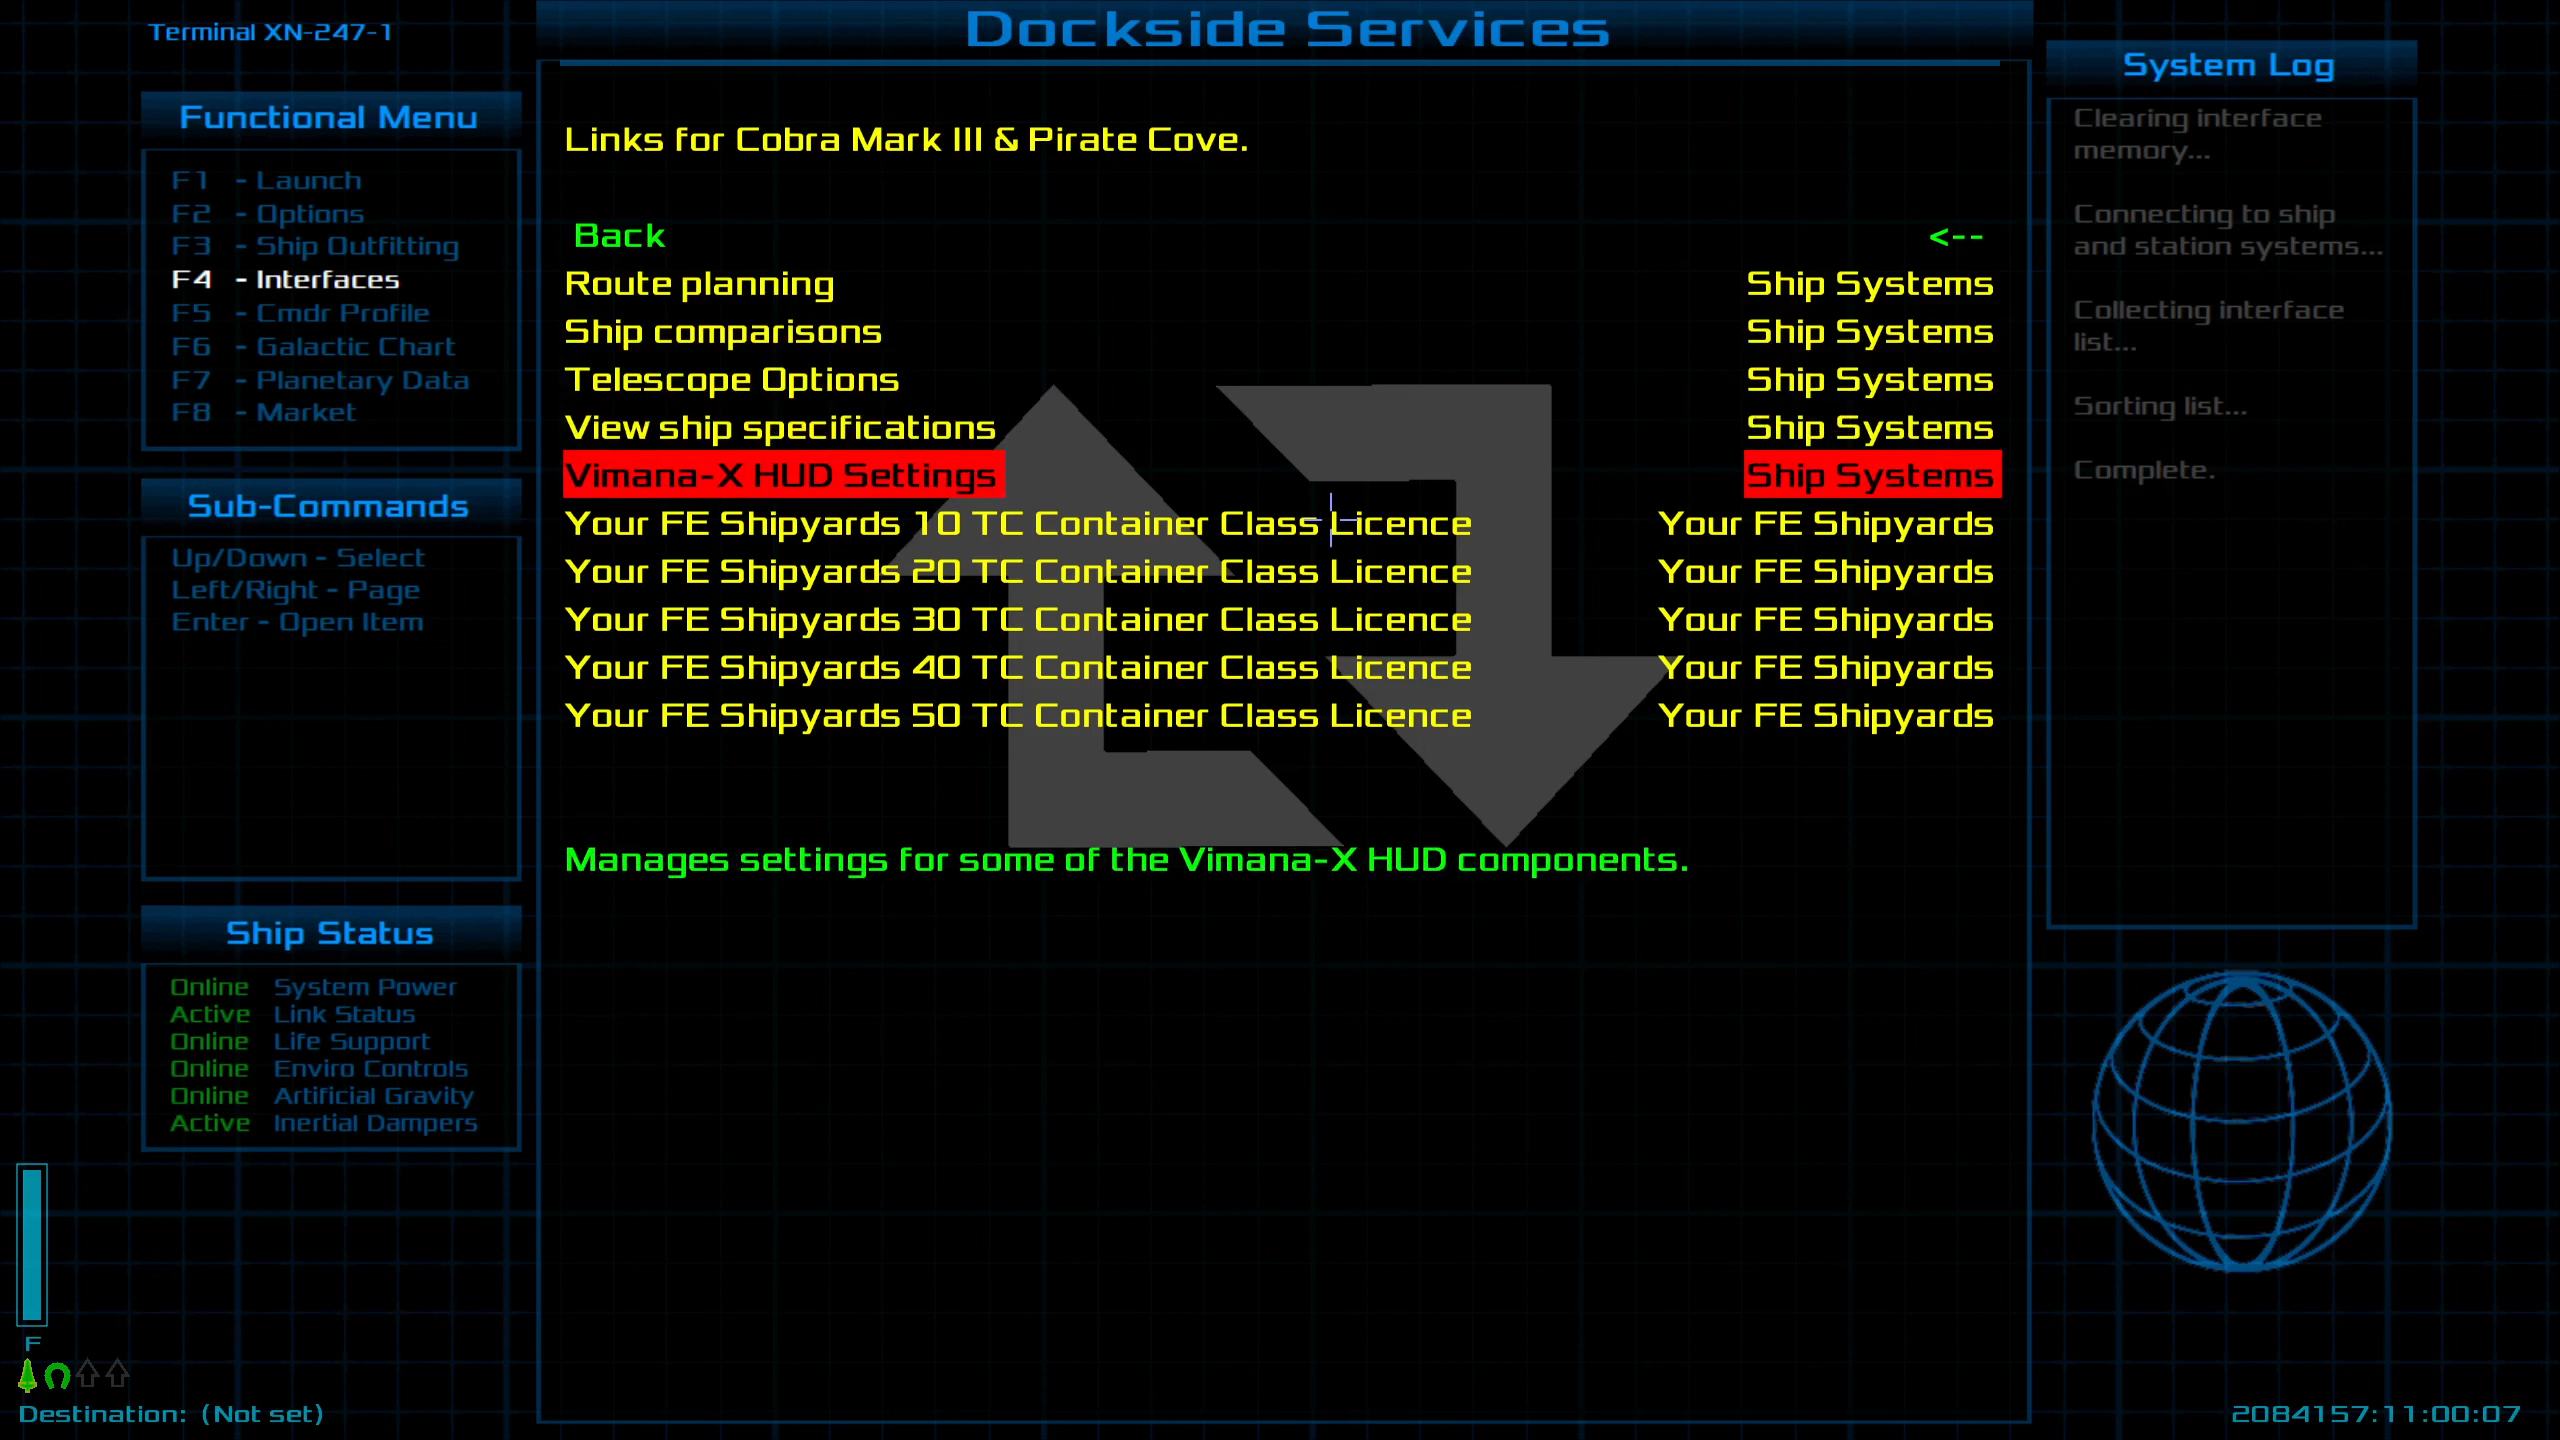 Terminal XN-247-1
Dockside Services
Functional Menu
F1 - Launch
F2 - Options
F3 - Ship Outfitting
F4 - Interfaces
F5 - Cmdr Profile
F6 - Galactic Chart
F7 - Planetary Data
F8 - Market
Sub-Commands
Up/Down - Select
Left/Right - Page
Enter - Open Item
Ship Status
Online System Power
Active Link Status
Online Life Support
Online Enviro Controls
Online Artificial Gravity
Active Inertial Dampers
F
Destination: (Not set)
Links for Cobra Mark III & Pirate Cove.
Back <--
Route planning Ship Systems
Ship comparisons Ship Systems
Telescope Options Ship Systems
View ship specifications Ship Systems
Vimana-X HUD Settings Ship Systems
Your FE Shipyards 10 TC Container Class Licence Your FE Shipyards
Your FE Shipyards 20 TC Container Class Licence Your FE Shipyards
Your FE Shipyards 30 TC Container Class Licence Your FE Shipyards
Your FE Shipyards 40 TC Container Class Licence Your FE Shipyards
Your FE Shipyards 50 TC Container Class Licence Your FE Shipyards
Manages settings for some of the Vimana-X HUD components.
System Log
Clearing interface
memory...
Connecting to ship
and station systems...
Collecting interface
list...
Sorting list...
Complete.
2084157:11:00:07